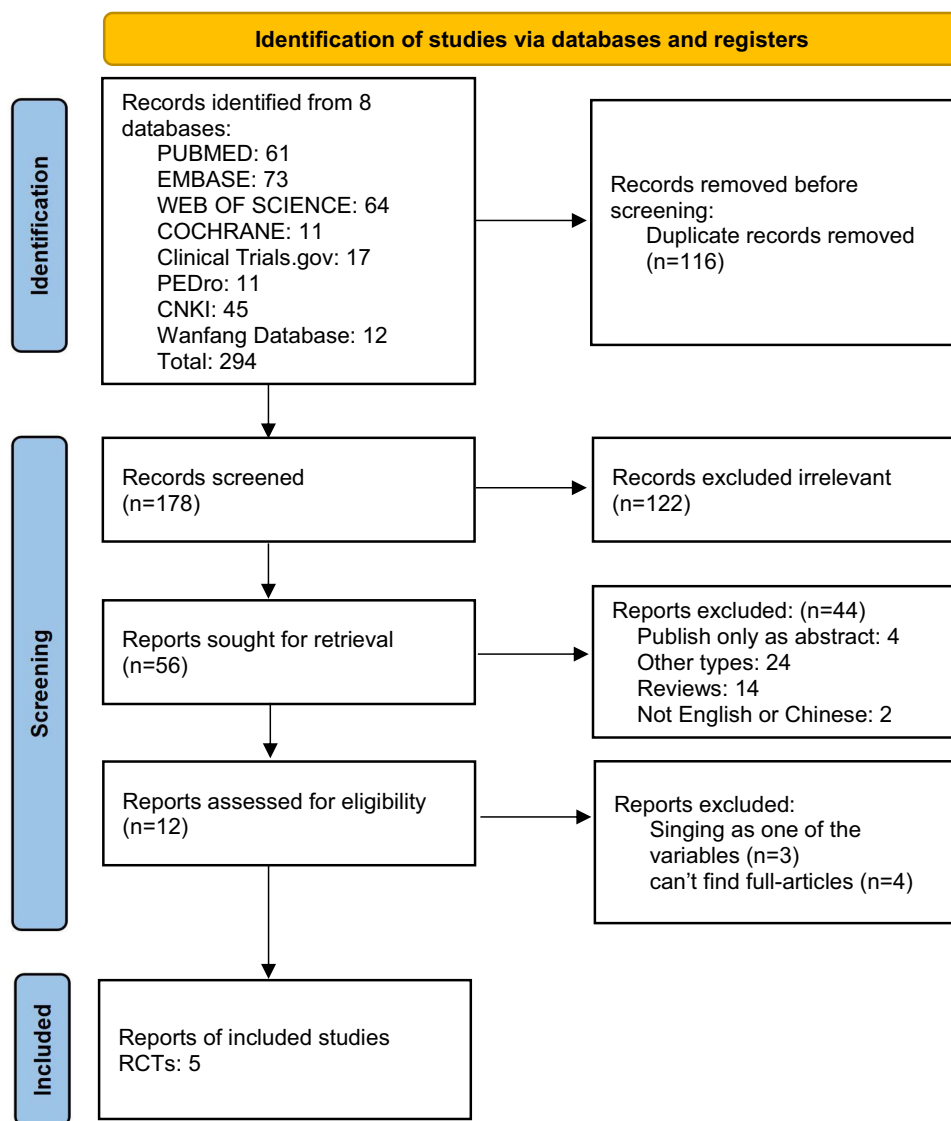 Identification of studies via databases and registers
Identification
Records identified from 8
databases:
PUBMED: 61
EMBASE: 73
WEB OF SCIENCE: 64
COCHRANE: 11
Clinical Trials.gov: 17
PEDro: 11
CNKI: 45
Wanfang Database: 12
Total: 294
Records removed before
screening:
Duplicate records removed
(n=116)
Screening
Records screened
(n=178)
Records excluded irrelevant
(n=122)
Reports sought for retrieval
(n=56)
Reports excluded: (n=44)
Publish only as abstract: 4
Other types: 24
Reviews: 14
Not English or Chinese: 2
Reports assessed for eligibility
(n=12)
Reports excluded:
Singing as one of the
variables (n=3)
can’t find full-articles (n=4)
Included
Reports of included studies
RCTs: 5